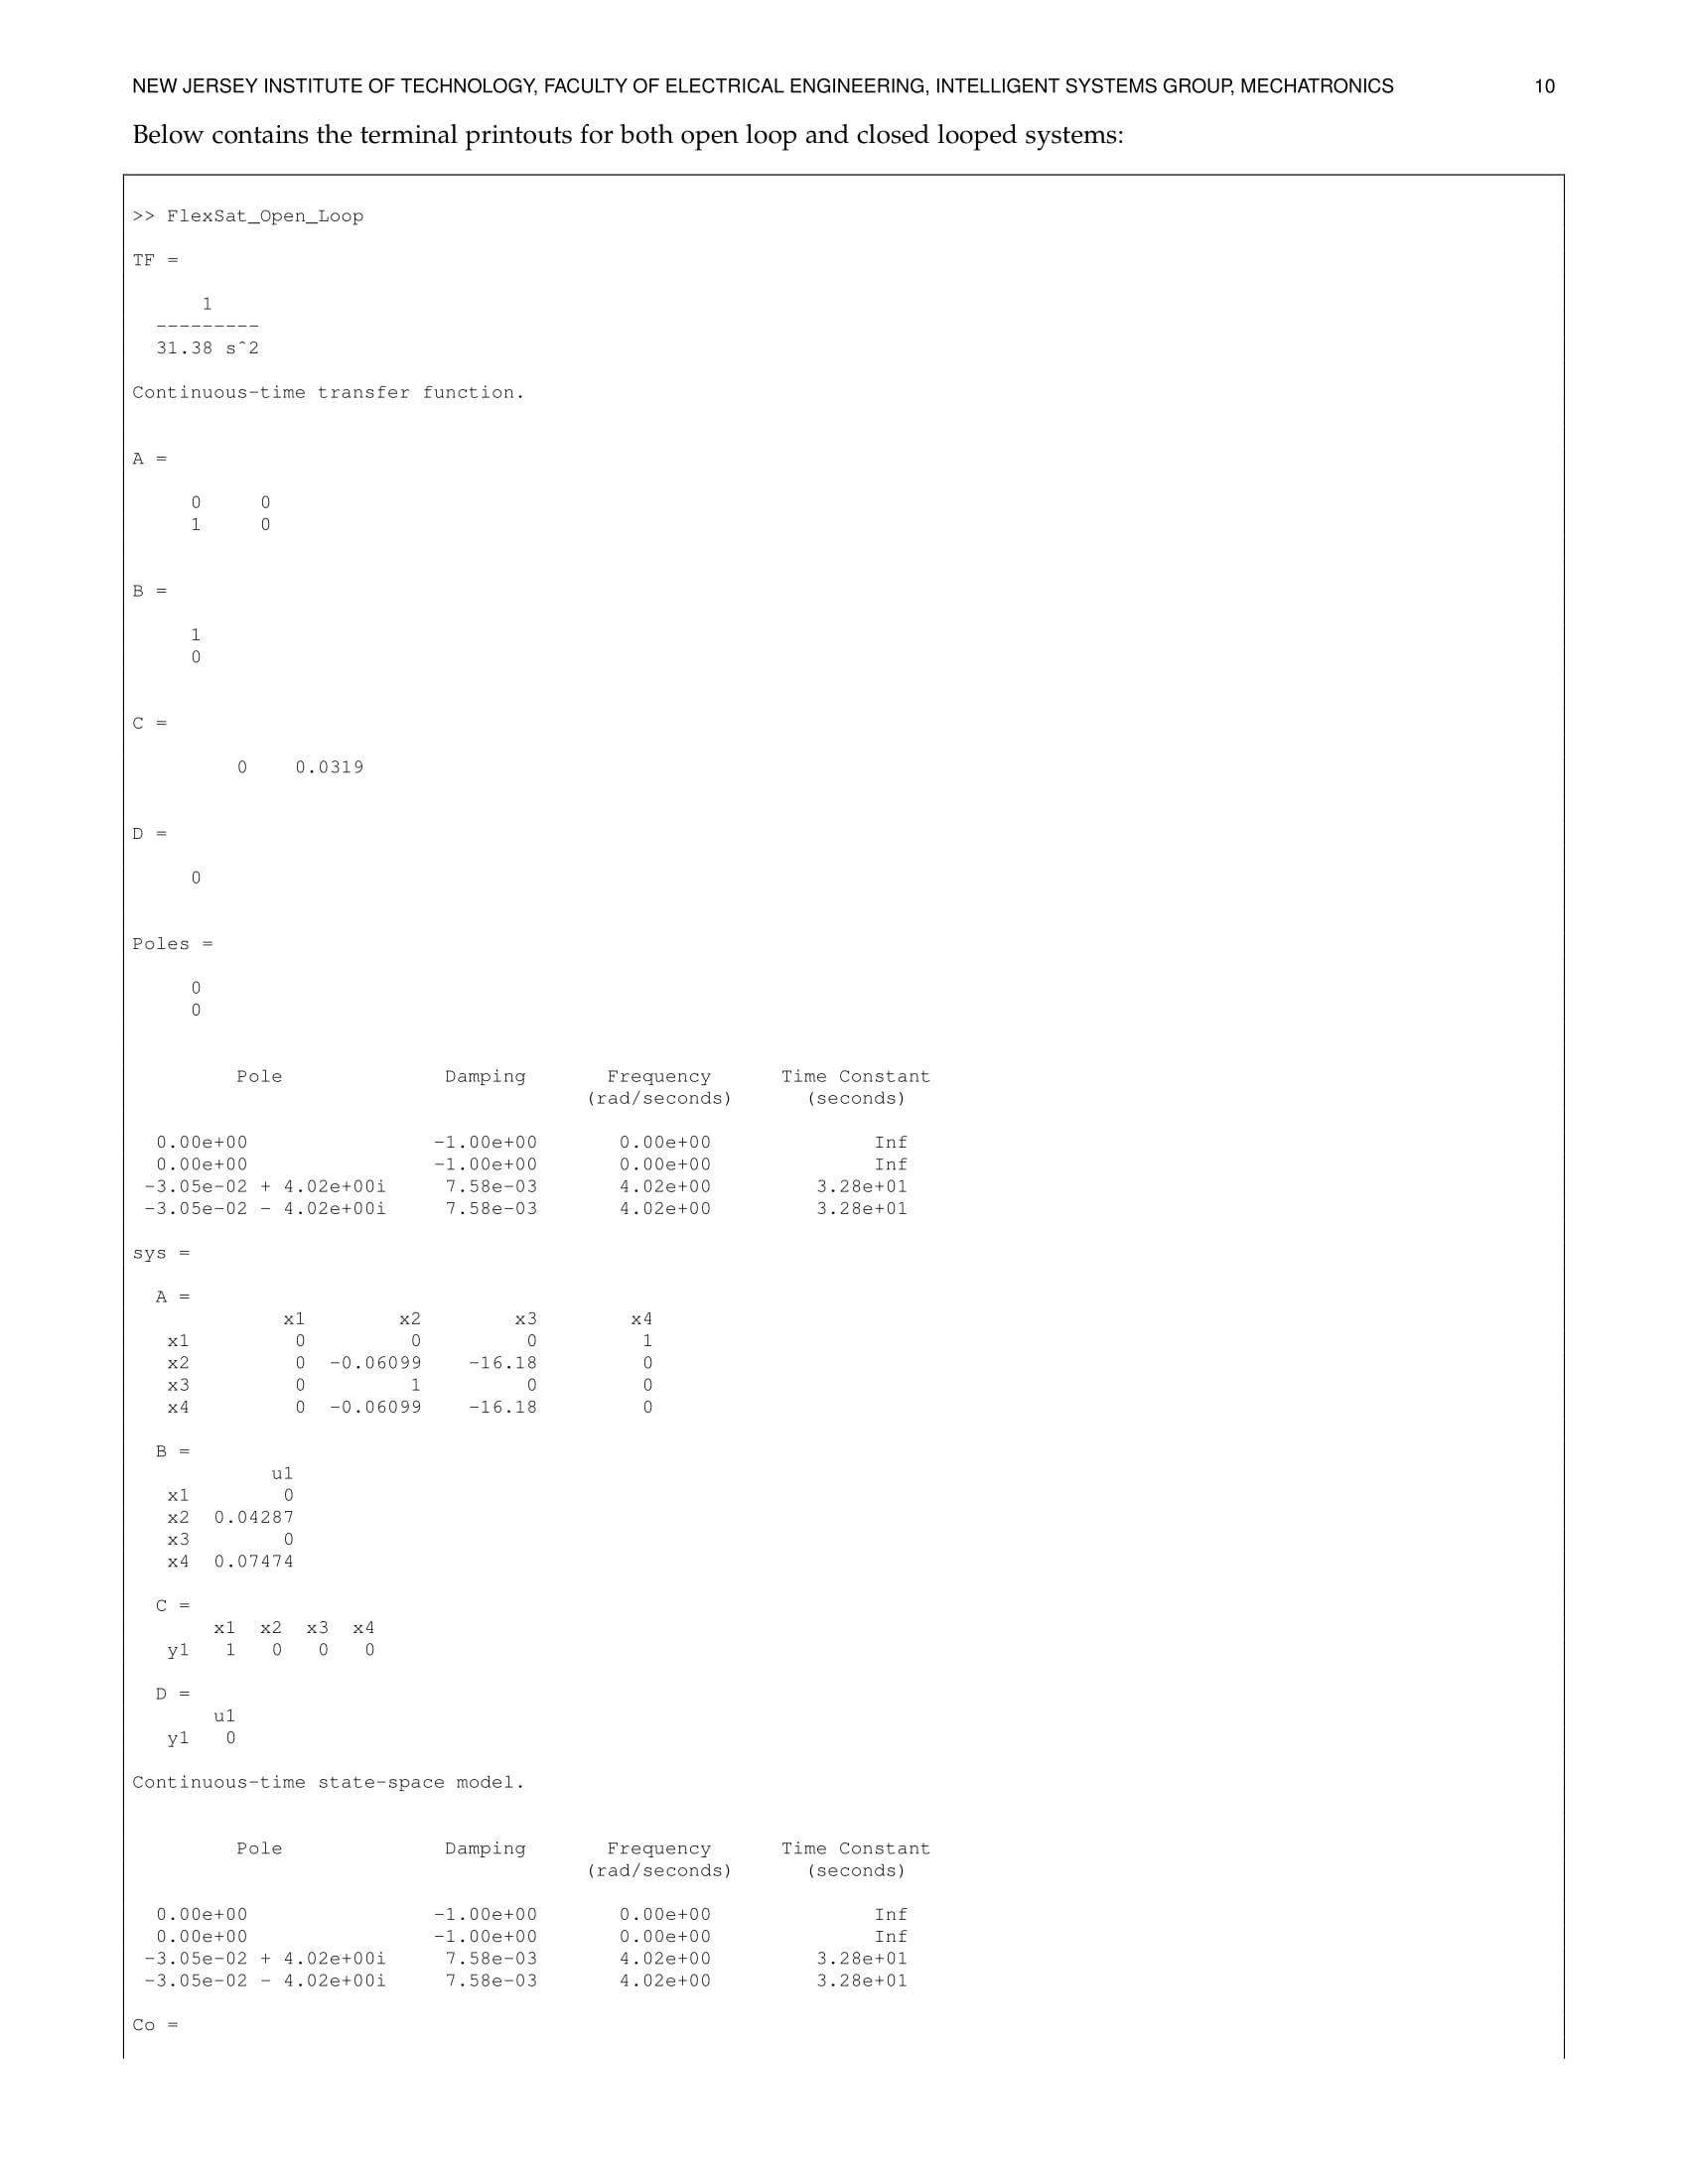 NEW JERSEY INSTITUTE OF TECHNOLOGY, FACULTY OF ELECTRICAL ENGINEERING, INTELLIGENT SYSTEMS GROUP, MECHATRONICS 10
Below contains the terminal printouts for both open loop and closed looped systems:
>> FlexSat_Open_Loop
TF =
1
---------
31.38 s^2
Continuous-time transfer function.
A =
0 0
1 0
B =
1
0
C =
0 0.0319
D =
0
Poles =
0
0
Pole Damping Frequency Time Constant
(rad/seconds) (seconds)
0.00e+00 -1.00e+00 0.00e+00 Inf
0.00e+00 -1.00e+00 0.00e+00 Inf
-3.05e-02 + 4.02e+00i 7.58e-03 4.02e+00 3.28e+01
-3.05e-02 - 4.02e+00i 7.58e-03 4.02e+00 3.28e+01
sys =
A =
x1 x2 x3 x4
x1 0 0 0 1
x2 0 -0.06099 -16.18 0
x3 0 1 0 0
x4 0 -0.06099 -16.18 0
B =
u1
x1 0
x2 0.04287
x3 0
x4 0.07474
C =
x1 x2 x3 x4
y1 1 0 0 0
D =
u1
y1 0
Continuous-time state-space model.
Pole Damping Frequency Time Constant
(rad/seconds) (seconds)
0.00e+00 -1.00e+00 0.00e+00 Inf
0.00e+00 -1.00e+00 0.00e+00 Inf
-3.05e-02 + 4.02e+00i 7.58e-03 4.02e+00 3.28e+01
-3.05e-02 - 4.02e+00i 7.58e-03 4.02e+00 3.28e+01
Co =